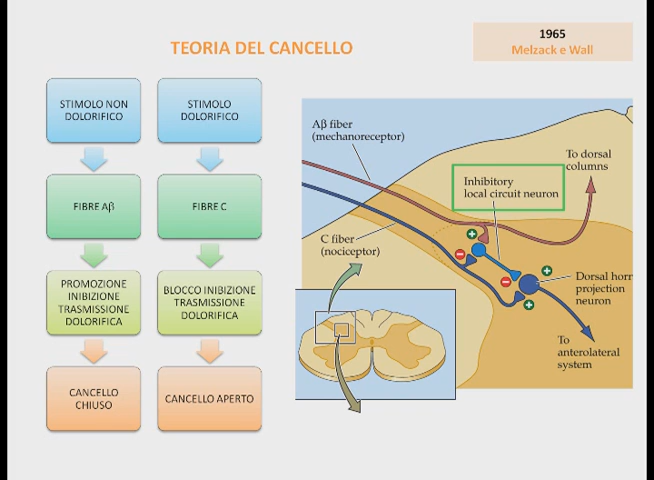 1965
Melzack e Wall
TEORIA DEL CANCELLO
STIMOLO NON
DOLORIFICO
STIMOLO
DOLORIFICO
FIBRE Aβ
FIBRE C
PROMOZIONE
INIBIZIONE
TRASMISSIONE
DOLORIFICA
BLOCCO INIBIZIONE
TRASMISSIONE
DOLORIFICA
CANCELLO
CHIUSO
CANCELLO APERTO
Aβ fiber
(mechanoreceptor)
To dorsal
columns
Inhibitory
local circuit neuron
C fiber
(nociceptor)
Dorsal horn
projection
neuron
To
anterolateral
system